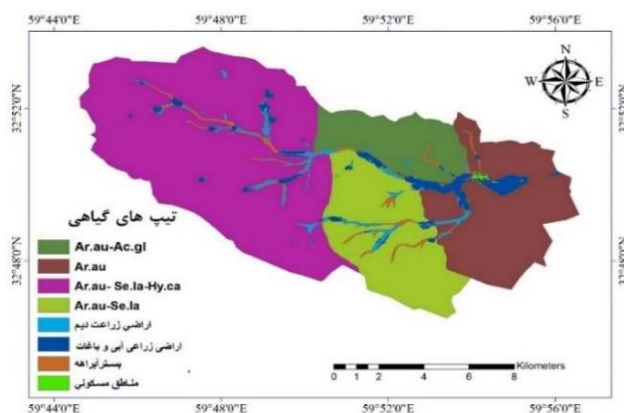 59°44'0"E 59°48'0"E 59°52'0"E 59°56'0"E
32°52'0"N
32°52'0"N
N
W E
S
تیپ های گیاهی
Ar.au-Ac.gl
Ar.au
Ar.au- Se.la-Hy.ca
Ar.au-Se.la
اراضی زراعت دیم
اراضی زراعی آبی و باغات
بسترآبراهه
مناطق مسکونی
32°48'0"N
32°48'0"N
Kilometers
0 1 2 4 6 8
59°44'0"E 59°48'0"E 59°52'0"E 59°56'0"E